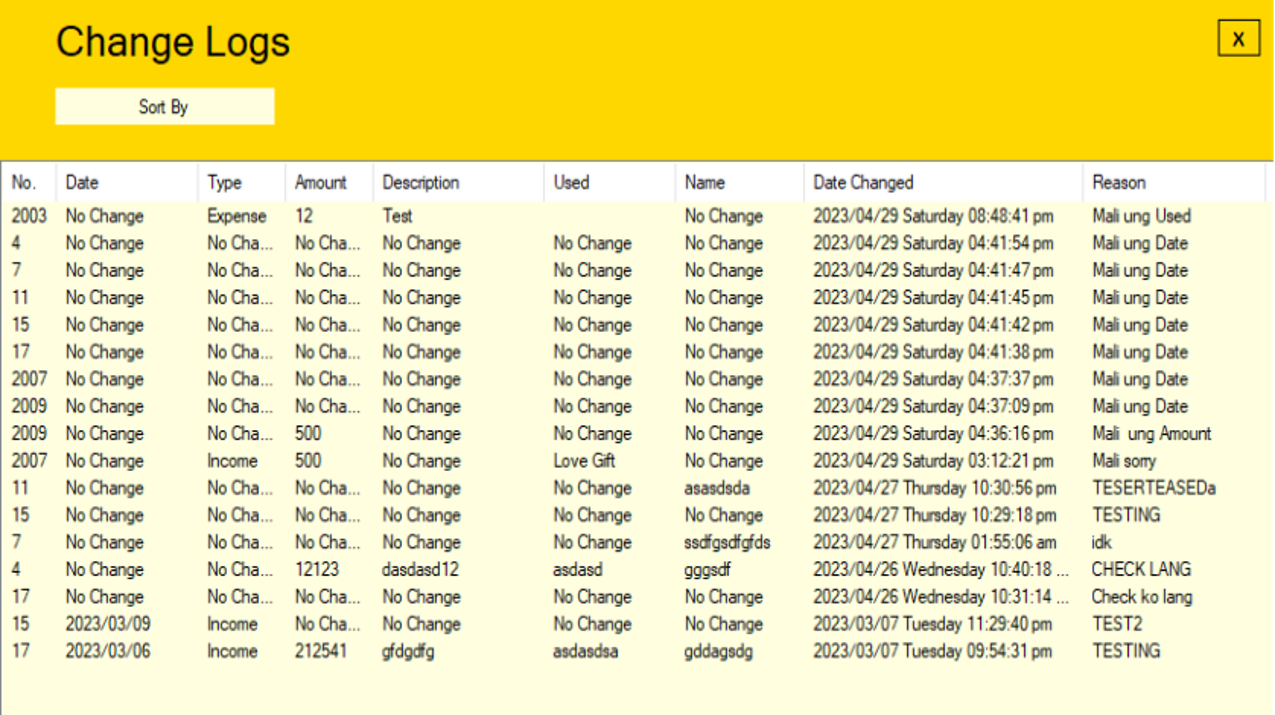 Change Logs
X
Sort By
No. Date Type Amount Description Used Name Date Changed Reason
2003 No Change Expense 12 Test No Change 2023/04/29 Saturday 08:48:41 pm Mali ung Used
4 No Change No Cha... No Cha... No Change No Change No Change 2023/04/29 Saturday 04:41:54 pm Mali ung Date
7 No Change No Cha... No Cha... No Change No Change No Change 2023/04/29 Saturday 04:41:47 pm Mali ung Date
11 No Change No Cha... No Cha... No Change No Change No Change 2023/04/29 Saturday 04:41:45 pm Mali ung Date
15 No Change No Cha... No Cha... No Change No Change No Change 2023/04/29 Saturday 04:41:42 pm Mali ung Date
17 No Change No Cha... No Cha... No Change No Change No Change 2023/04/29 Saturday 04:41:38 pm Mali ung Date
2007 No Change No Cha... No Cha... No Change No Change No Change 2023/04/29 Saturday 04:37:37 pm Mali ung Date
2009 No Change No Cha... No Cha... No Change No Change No Change 2023/04/29 Saturday 04:37:09 pm Mali ung Date
2009 No Change No Cha... 500 No Change No Change No Change 2023/04/29 Saturday 04:36:16 pm Mali ung Amount
2007 No Change Income 500 No Change Love Gift No Change 2023/04/29 Saturday 03:12:21 pm Mali sorry
11 No Change No Cha... No Cha... No Change No Change asasdsda 2023/04/27 Thursday 10:30:56 pm TESERTEASEDa
15 No Change No Cha... No Cha... No Change No Change No Change 2023/04/27 Thursday 10:29:18 pm TESTING
7 No Change No Cha... No Cha... No Change No Change ssdfgsdfgfds 2023/04/27 Thursday 01:55:06 am idk
4 No Change No Cha... 12123 dasdasd12 asdasd gggsdf 2023/04/26 Wednesday 10:40:18 ... CHECK LANG
17 No Change No Cha... No Cha... No Change No Change No Change 2023/04/26 Wednesday 10:31:14 ... Check ko lang
15 2023/03/09 Income No Cha... No Change No Change No Change 2023/03/07 Tuesday 11:29:40 pm TEST2
17 2023/03/06 Income 212541 gfdgdfg asdasdsa gddagsdg 2023/03/07 Tuesday 09:54:31 pm TESTING